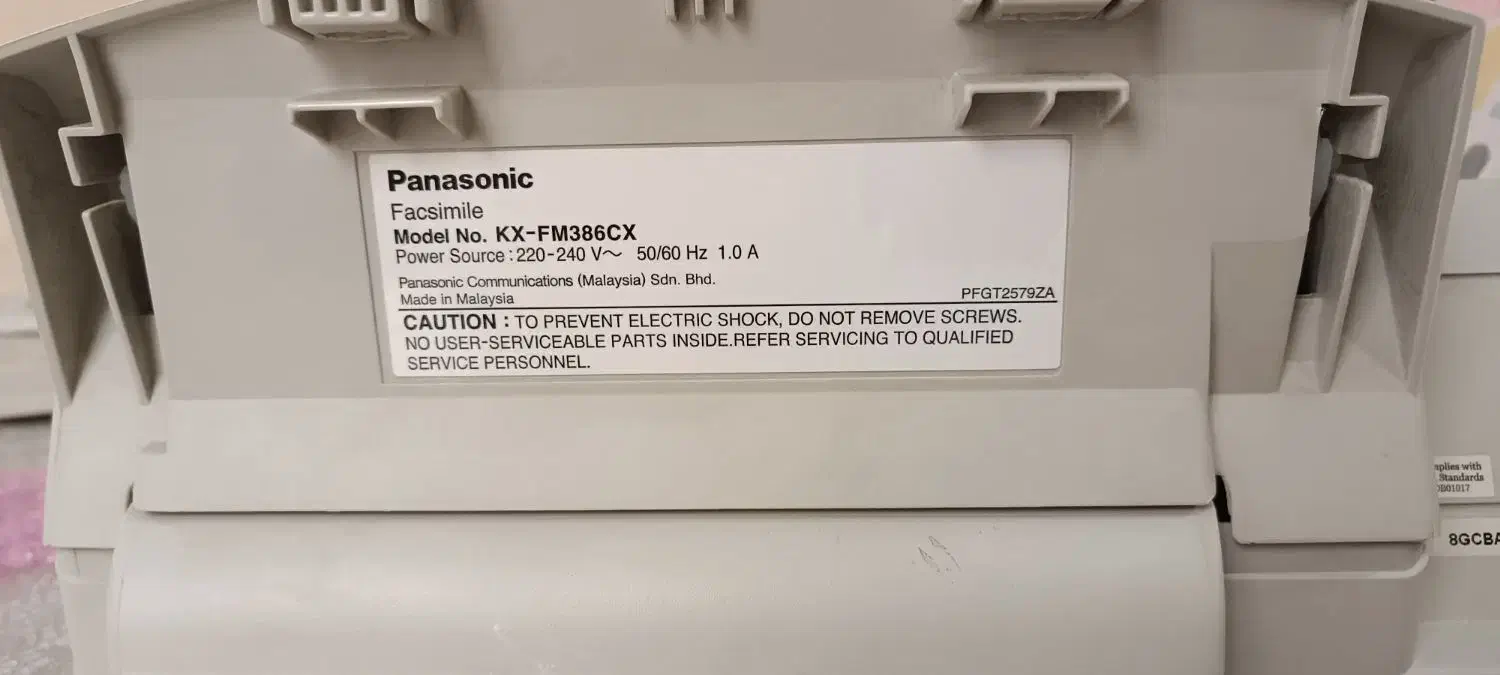 Panasonic
Facsimile
Model No. KX-FM386CX
Power Source : 220-240 V～ 50/60 Hz 1.0 A
Panasonic Communications (Malaysia) Sdn. Bhd.
Made in Malaysia
PFGT2579ZA
CAUTION : TO PREVENT ELECTRIC SHOCK, DO NOT REMOVE SCREWS.
NO USER-SERVICEABLE PARTS INSIDE.REFER SERVICING TO QUALIFIED
SERVICE PERSONNEL.
with
Standards
8GCBA